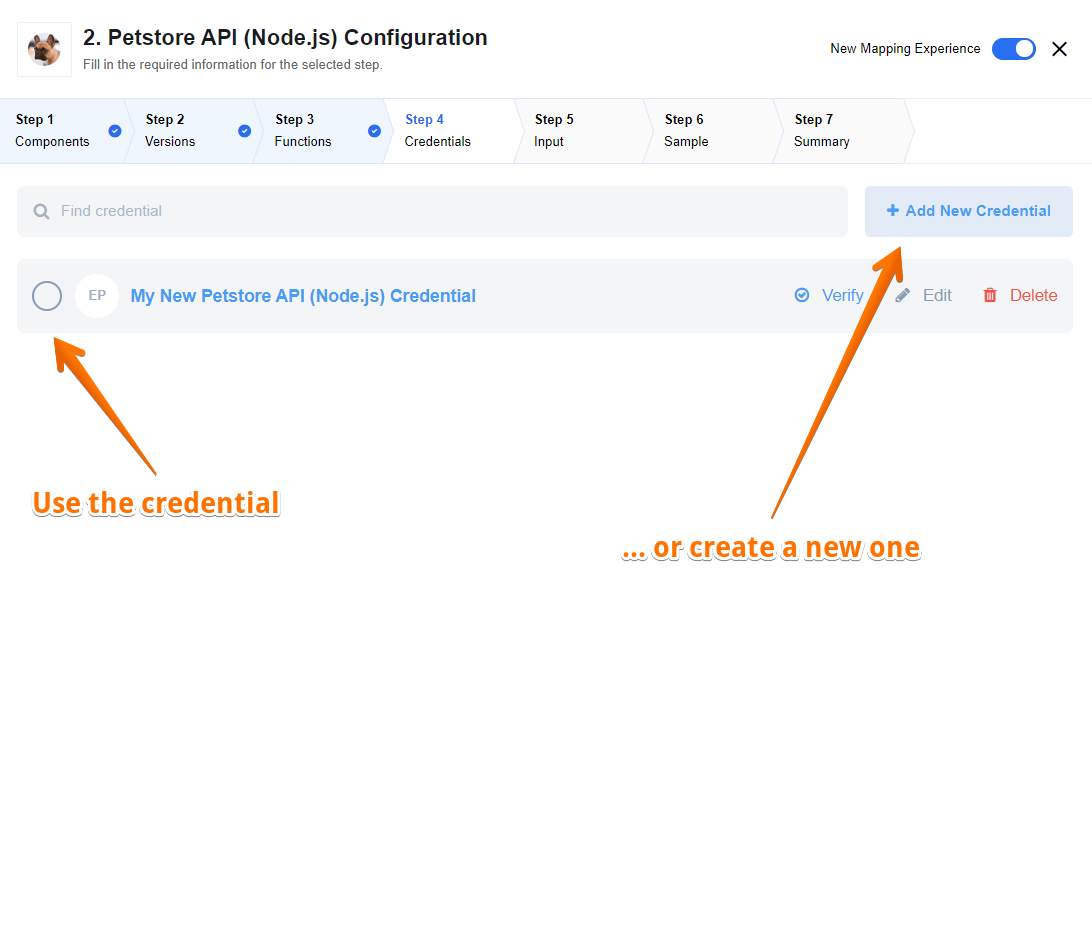 2. Petstore API (Node.js) Configuration
Fill in the required information for the selected step.
New Mapping Experience
Step 1
Components
Step 2
Versions
Step 3
Functions
Step 4
Credentials
Step 5
Input
Step 6
Sample
Step 7
Summary
Find credential
+ Add New Credential
EP
My New Petstore API (Node.js) Credential
Verify
Edit
Delete
Use the credential
... or create a new one